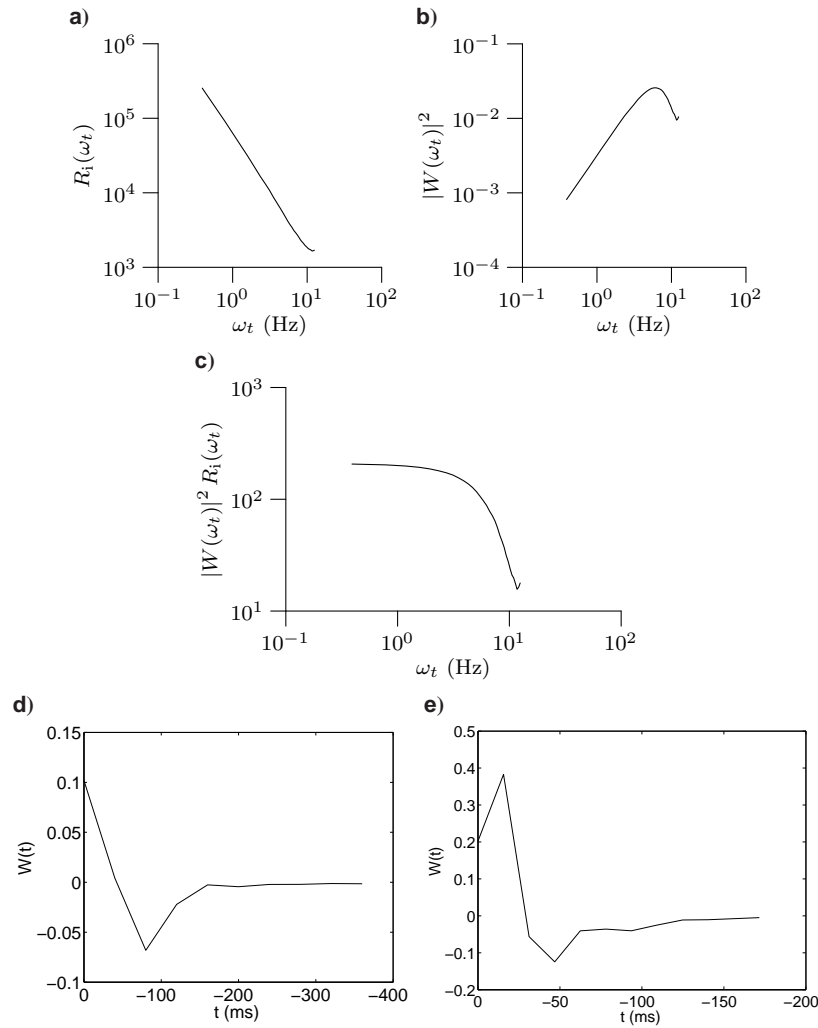 a)
10^6
10^5
10^4
10^3
R_i(ω_t)
10^−1 10^0 10^1 10^2
ω_t (Hz)
b)
10^−1
10^−2
10^−3
10^−4
|W(ω_t)|^2
10^−1 10^0 10^1 10^2
ω_t (Hz)
c)
10^3
10^2
10^1
|W(ω_t)|^2 R_i(ω_t)
10^−1 10^0 10^1 10^2
ω_t (Hz)
d)
0.15
0.1
0.05
0
−0.05
−0.1
W(t)
0 −100 −200 −300 −400
t (ms)
e)
0.5
0.4
0.3
0.2
0.1
0
−0.1
−0.2
W(t)
0 −50 −100 −150 −200
t (ms)